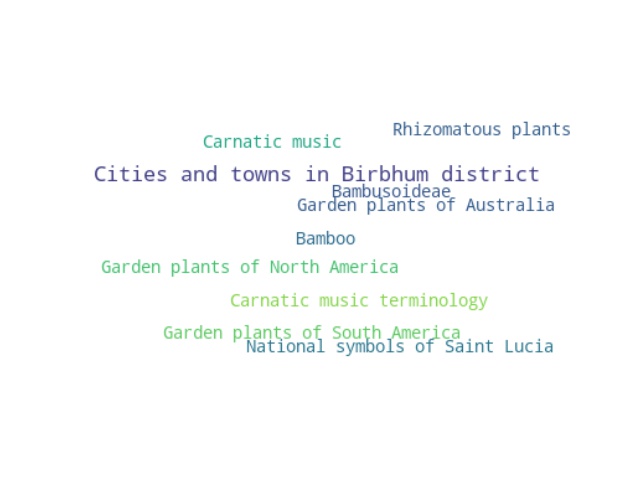 Rhizomatous plants
Carnatic music
Cities and towns in Birbhum district
Bambusoideae
Garden plants of Australia
Bamboo
Garden plants of North America
Carnatic music terminology
Garden plants of South America
National symbols of Saint Lucia